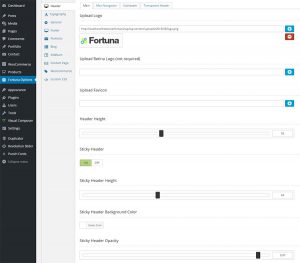 Posts
Media
Pages
Comments
Portfolio
Contact
WooCommerce
Products
Fortuna Options
Appearance
Plugins
Users
Tools
Visual Composer
Settings
Duplicator
Revolution Slider
Punch Fonts
Collapse menu
Header
Typography
General
Footer
Portfolio
Blog
Sidebars
Contact Page
WooCommerce
Custom CSS
Main
Main Navigation
Submenu
Transparent Header
Upload Logo
Fortuna
Upload Retina Logo (not required)
Upload Favicon
Header Height
Sticky Header
Off
Sticky Header Height
Sticky Header Background Color
Select Color
Sticky Header Opacity